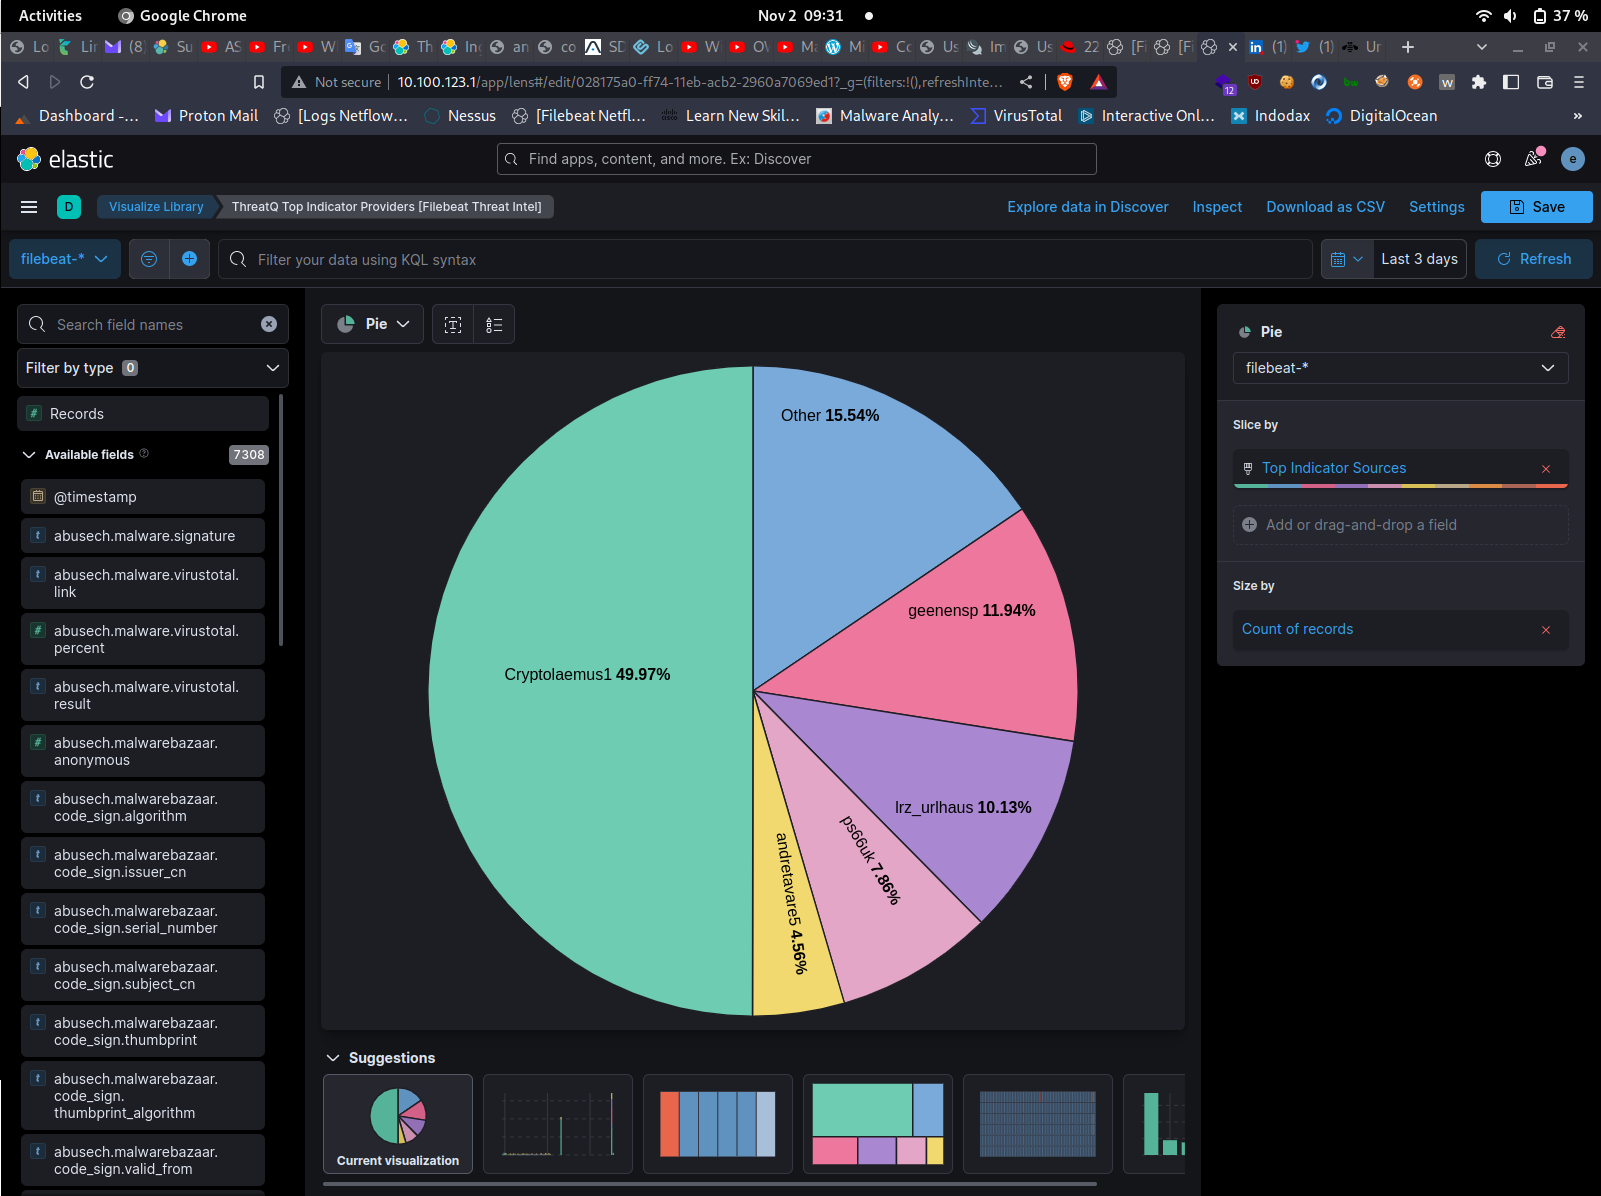 Activities
Google Chrome
Nov 2 09:31
37 %
Lo
Lin
(8)
Su
AS
Fr
W
Go
Th
In
an
co
SD
Lo
W
O\
Ma
Mi
Co
Us
Im
Us
22
[Fi
[Fi
(1)
(1)
Ur
Not secure
10.100.123.1/app/lens#/edit/028175a0-ff74-11eb-acb2-2960a7069ed1?_g=(filters:!(),refreshInte...
12
Dashboard -...
Proton Mail
[Logs Netflow...
Nessus
[Filebeat Netfl...
Learn New Skil...
Malware Analy...
VirusTotal
Interactive Onl...
Indodax
DigitalOcean
»
elastic
Find apps, content, and more. Ex: Discover
e
D
Visualize Library
ThreatQ Top Indicator Providers [Filebeat Threat Intel]
Explore data in Discover
Inspect
Download as CSV
Settings
Save
filebeat-*
Filter your data using KQL syntax
Last 3 days
Refresh
Search field names
Filter by type 0
# Records
Available fields
7308
@timestamp
t abusech.malware.signature
t abusech.malware.virustotal.
link
# abusech.malware.virustotal.
percent
t abusech.malware.virustotal.
result
# abusech.malwarebazaar.
anonymous
t abusech.malwarebazaar.
code_sign.algorithm
t abusech.malwarebazaar.
code_sign.issuer_cn
t abusech.malwarebazaar.
code_sign.serial_number
t abusech.malwarebazaar.
code_sign.subject_cn
t abusech.malwarebazaar.
code_sign.thumbprint
t abusech.malwarebazaar.
code_sign.
thumbprint_algorithm
t abusech.malwarebazaar.
code_sign.valid_from
Pie
Other 15.54%
geenensp 11.94%
Cryptolaemus1 49.97%
lrz_urlhaus 10.13%
ps66uk 7.86%
andretavare5 4.56%
Suggestions
Current visualization
Pie
filebeat-*
Slice by
Top Indicator Sources
Add or drag-and-drop a field
Size by
Count of records